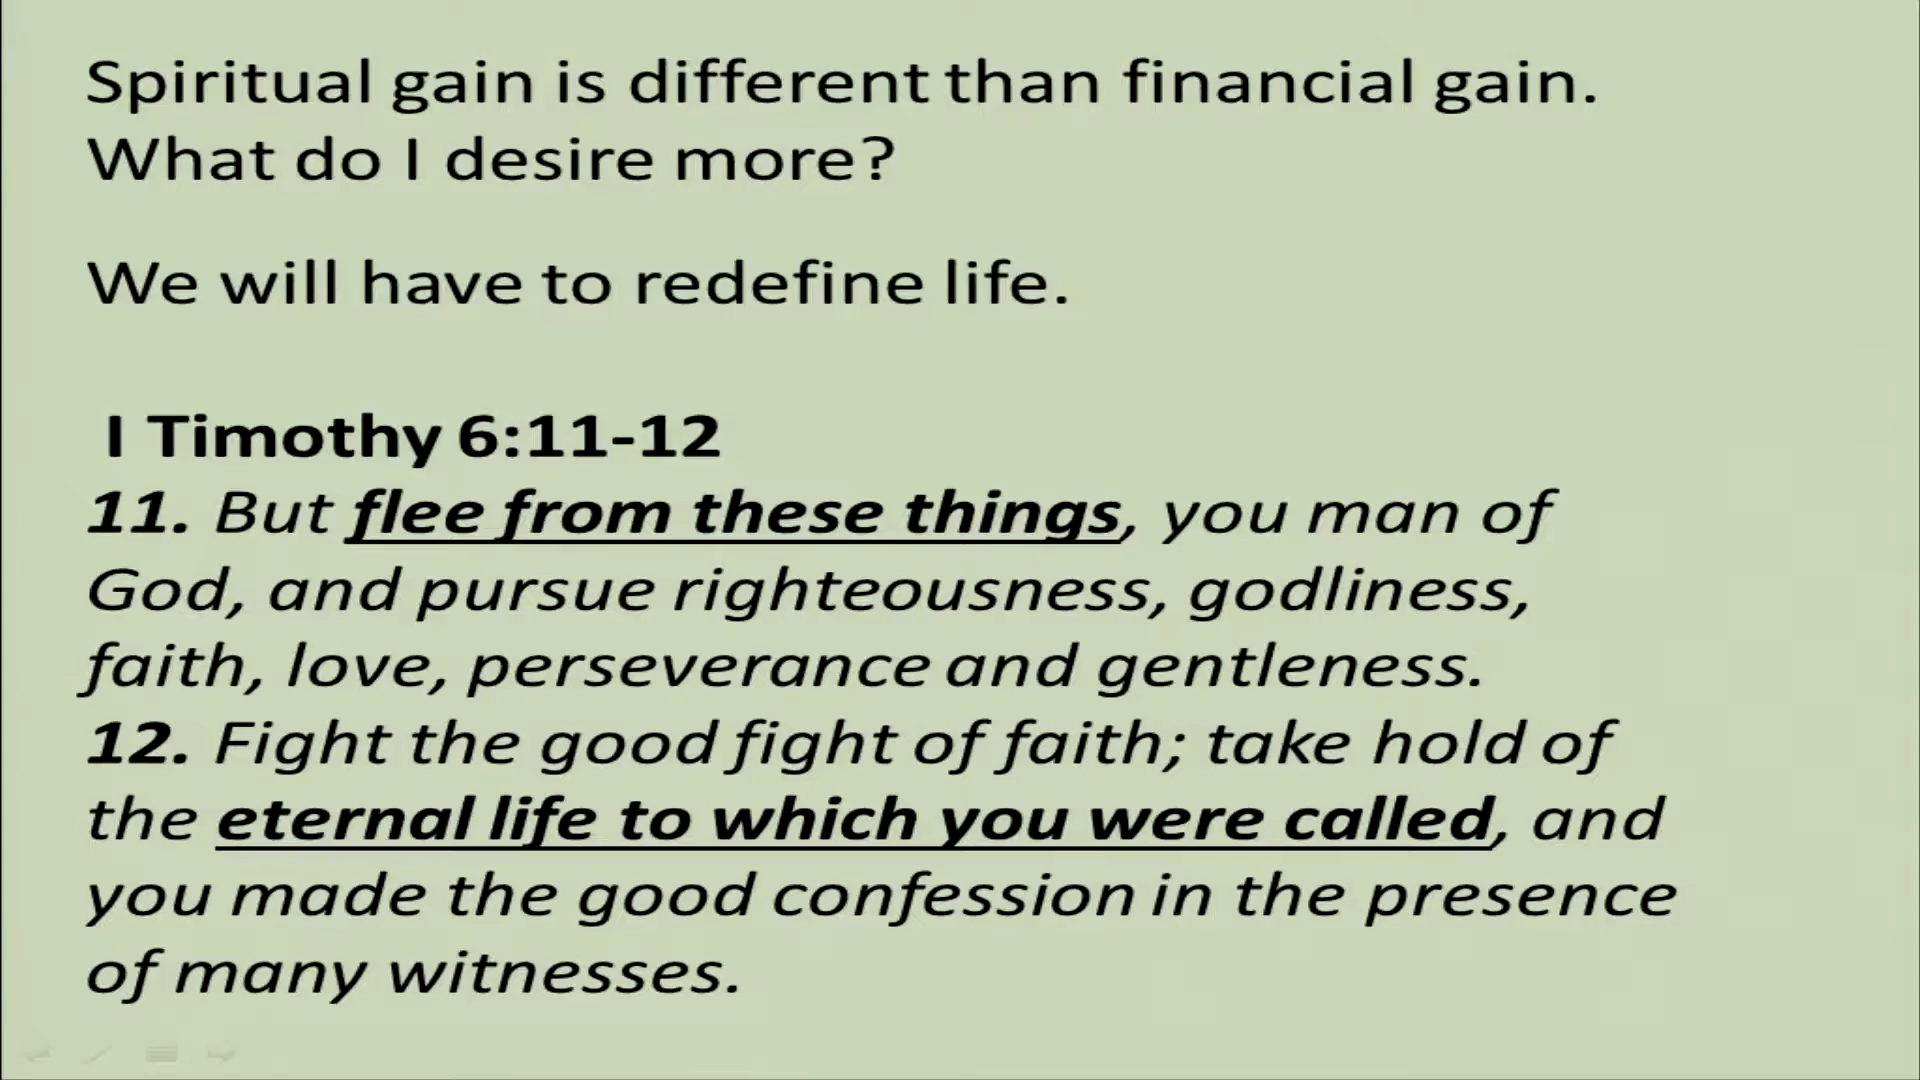 Spiritual gain is different than financial gain.
What do I desire more?
We will have to redefine life.
I Timothy 6:11-12
11. But flee from these things, you man of
God, and pursue righteousness, godliness,
faith, love, perseverance and gentleness.
12. Fight the good fight of faith; take hold of
the eternal life to which you were called, and
you made the good confession in the presence
of many witnesses.